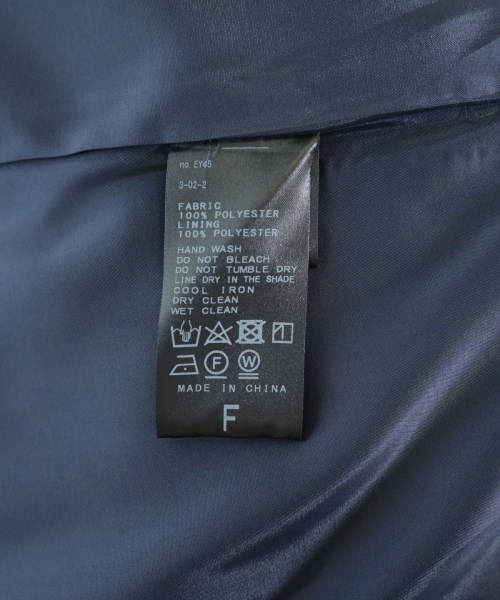 no. EY45
3-02-2
FABRIC
100% POLYESTER
LINING
100% POLYESTER
HAND WASH
DO NOT BLEACH
DO NOT TUMBLE DRY
LINE DRY IN THE SHADE
COOL IRON
DRY CLEAN
WET CLEAN
F W
MADE IN CHINA
F